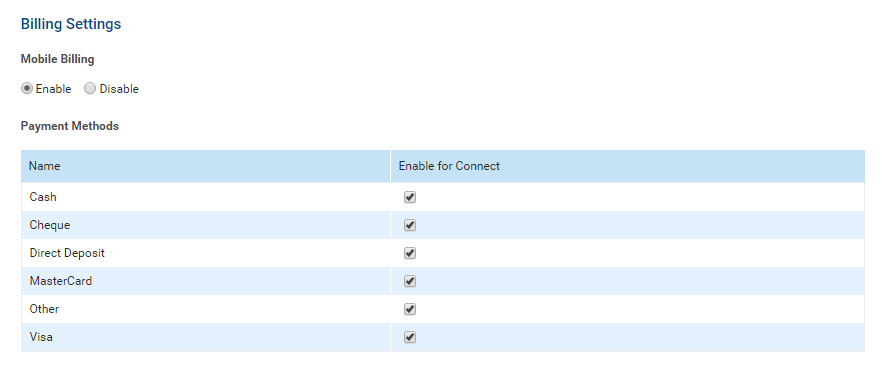 Billing Settings
Mobile Billing
Enable Disable
Payment Methods
Name Enable for Connect
Cash
Cheque
Direct Deposit
MasterCard
Other
Visa